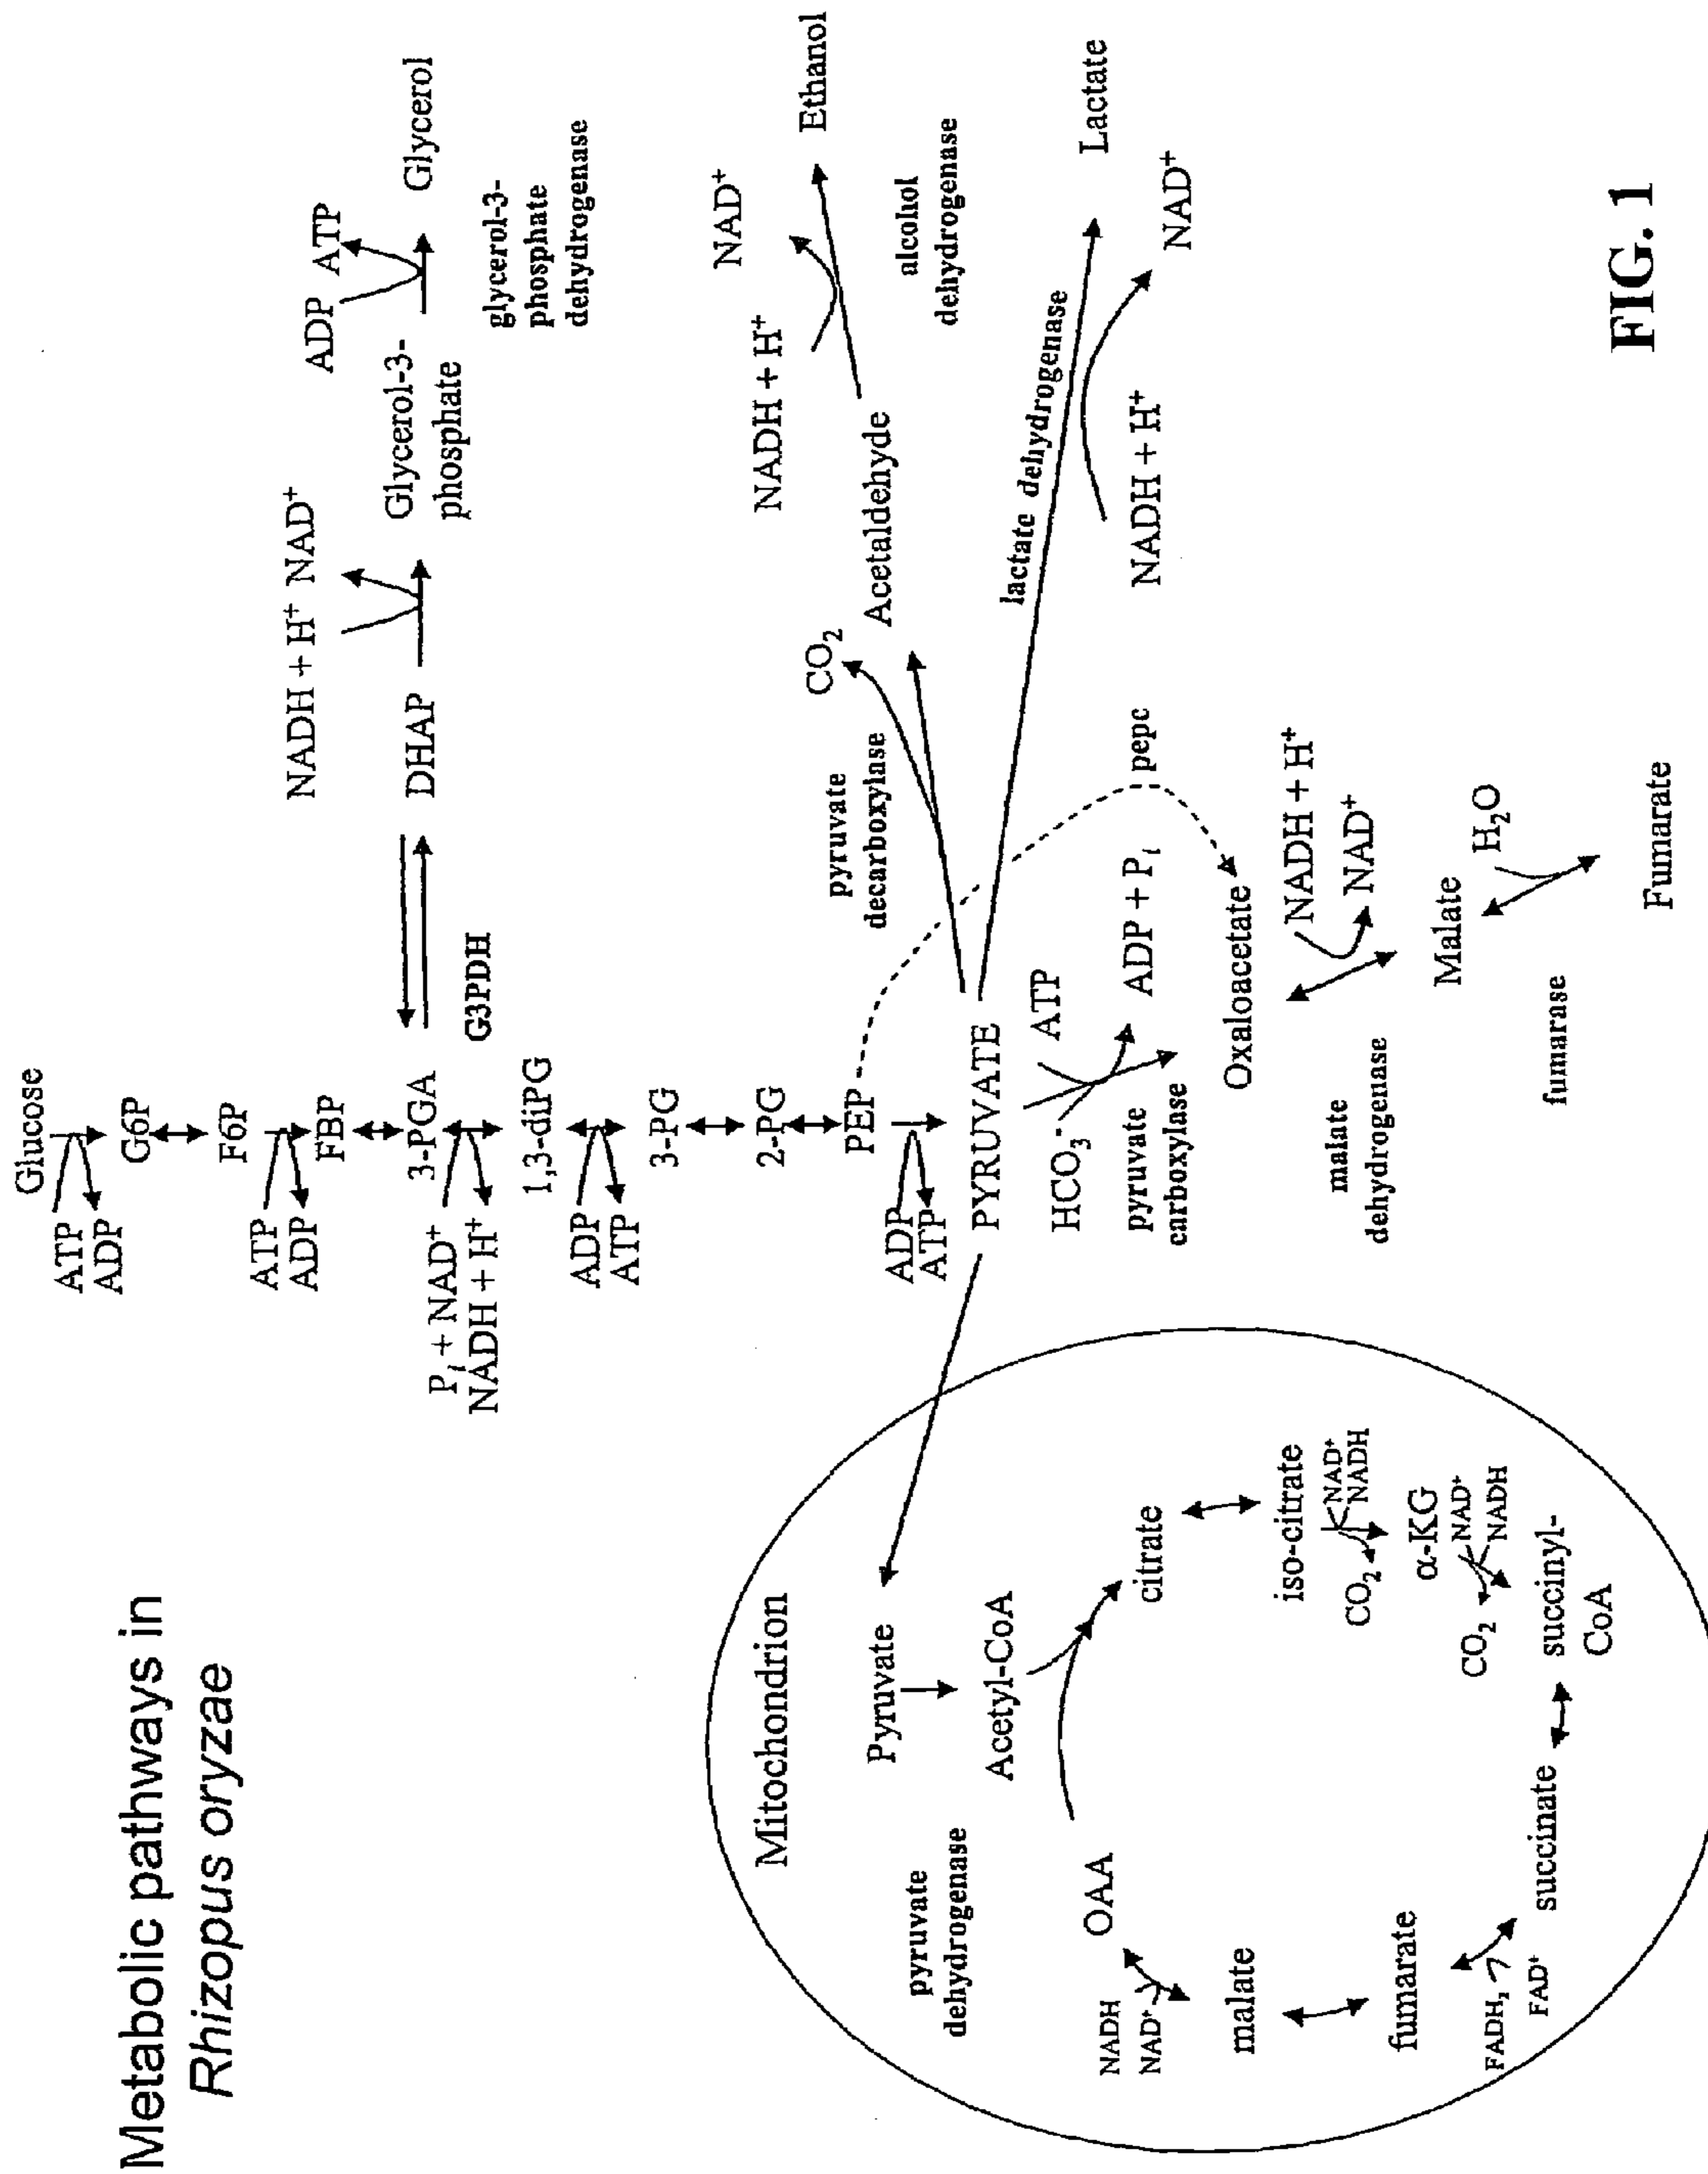 Metabolic pathways in
Rhizopus oryzae
Glucose
ATP
ADP
G6P
F6P
ATP
ADP
FBP
3-PGA
DHAP
NADH + H⁺ NAD⁺
Glycerol-3-
phosphate
ADP ATP
Glycerol
glycerol-3-
phosphate
dehydrogenase
G3PDH
Pᵢ + NAD⁺
NADH + H⁺
1,3-diPG
ADP
ATP
3-PG
2-PG
PEP
ADP
ATP
PYRUVATE
pyruvate
decarboxylase
CO₂
Acetaldehyde
NADH + H⁺
NAD⁺
Ethanol
alcohol
dehydrogenase
lactate dehydrogenase
Lactate
NADH + H⁺
NAD⁺
pepc
HCO₃⁻
ATP
ADP + Pᵢ
pyruvate
carboxylase
Oxaloacetate
NADH + H⁺
NAD⁺
malate
dehydrogenase
Malate
H₂O
fumarase
Fumarate
Mitochondrion
Pyruvate
pyruvate
dehydrogenase
Acetyl-CoA
OAA
citrate
iso-citrate
NAD⁺
NADH
CO₂
α-KG
NAD⁺
NADH
CO₂
succinyl-
CoA
succinate
FADH₂
FAD⁺
fumarate
malate
NADH
NAD⁺
FIG. 1